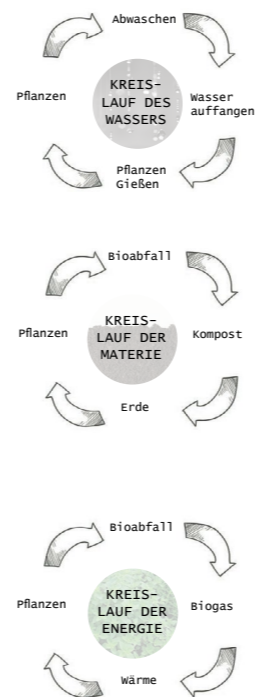 Abwaschen
KREIS-
LAUF DES
WASSERS
Pflanzen
Wasser
auffangen
Pflanzen
Gießen
Bioabfall
KREIS-
LAUF DER
MATERIE
Pflanzen
Kompost
Erde
Bioabfall
KREIS-
LAUF DER
ENERGIE
Pflanzen
Biogas
Wärme